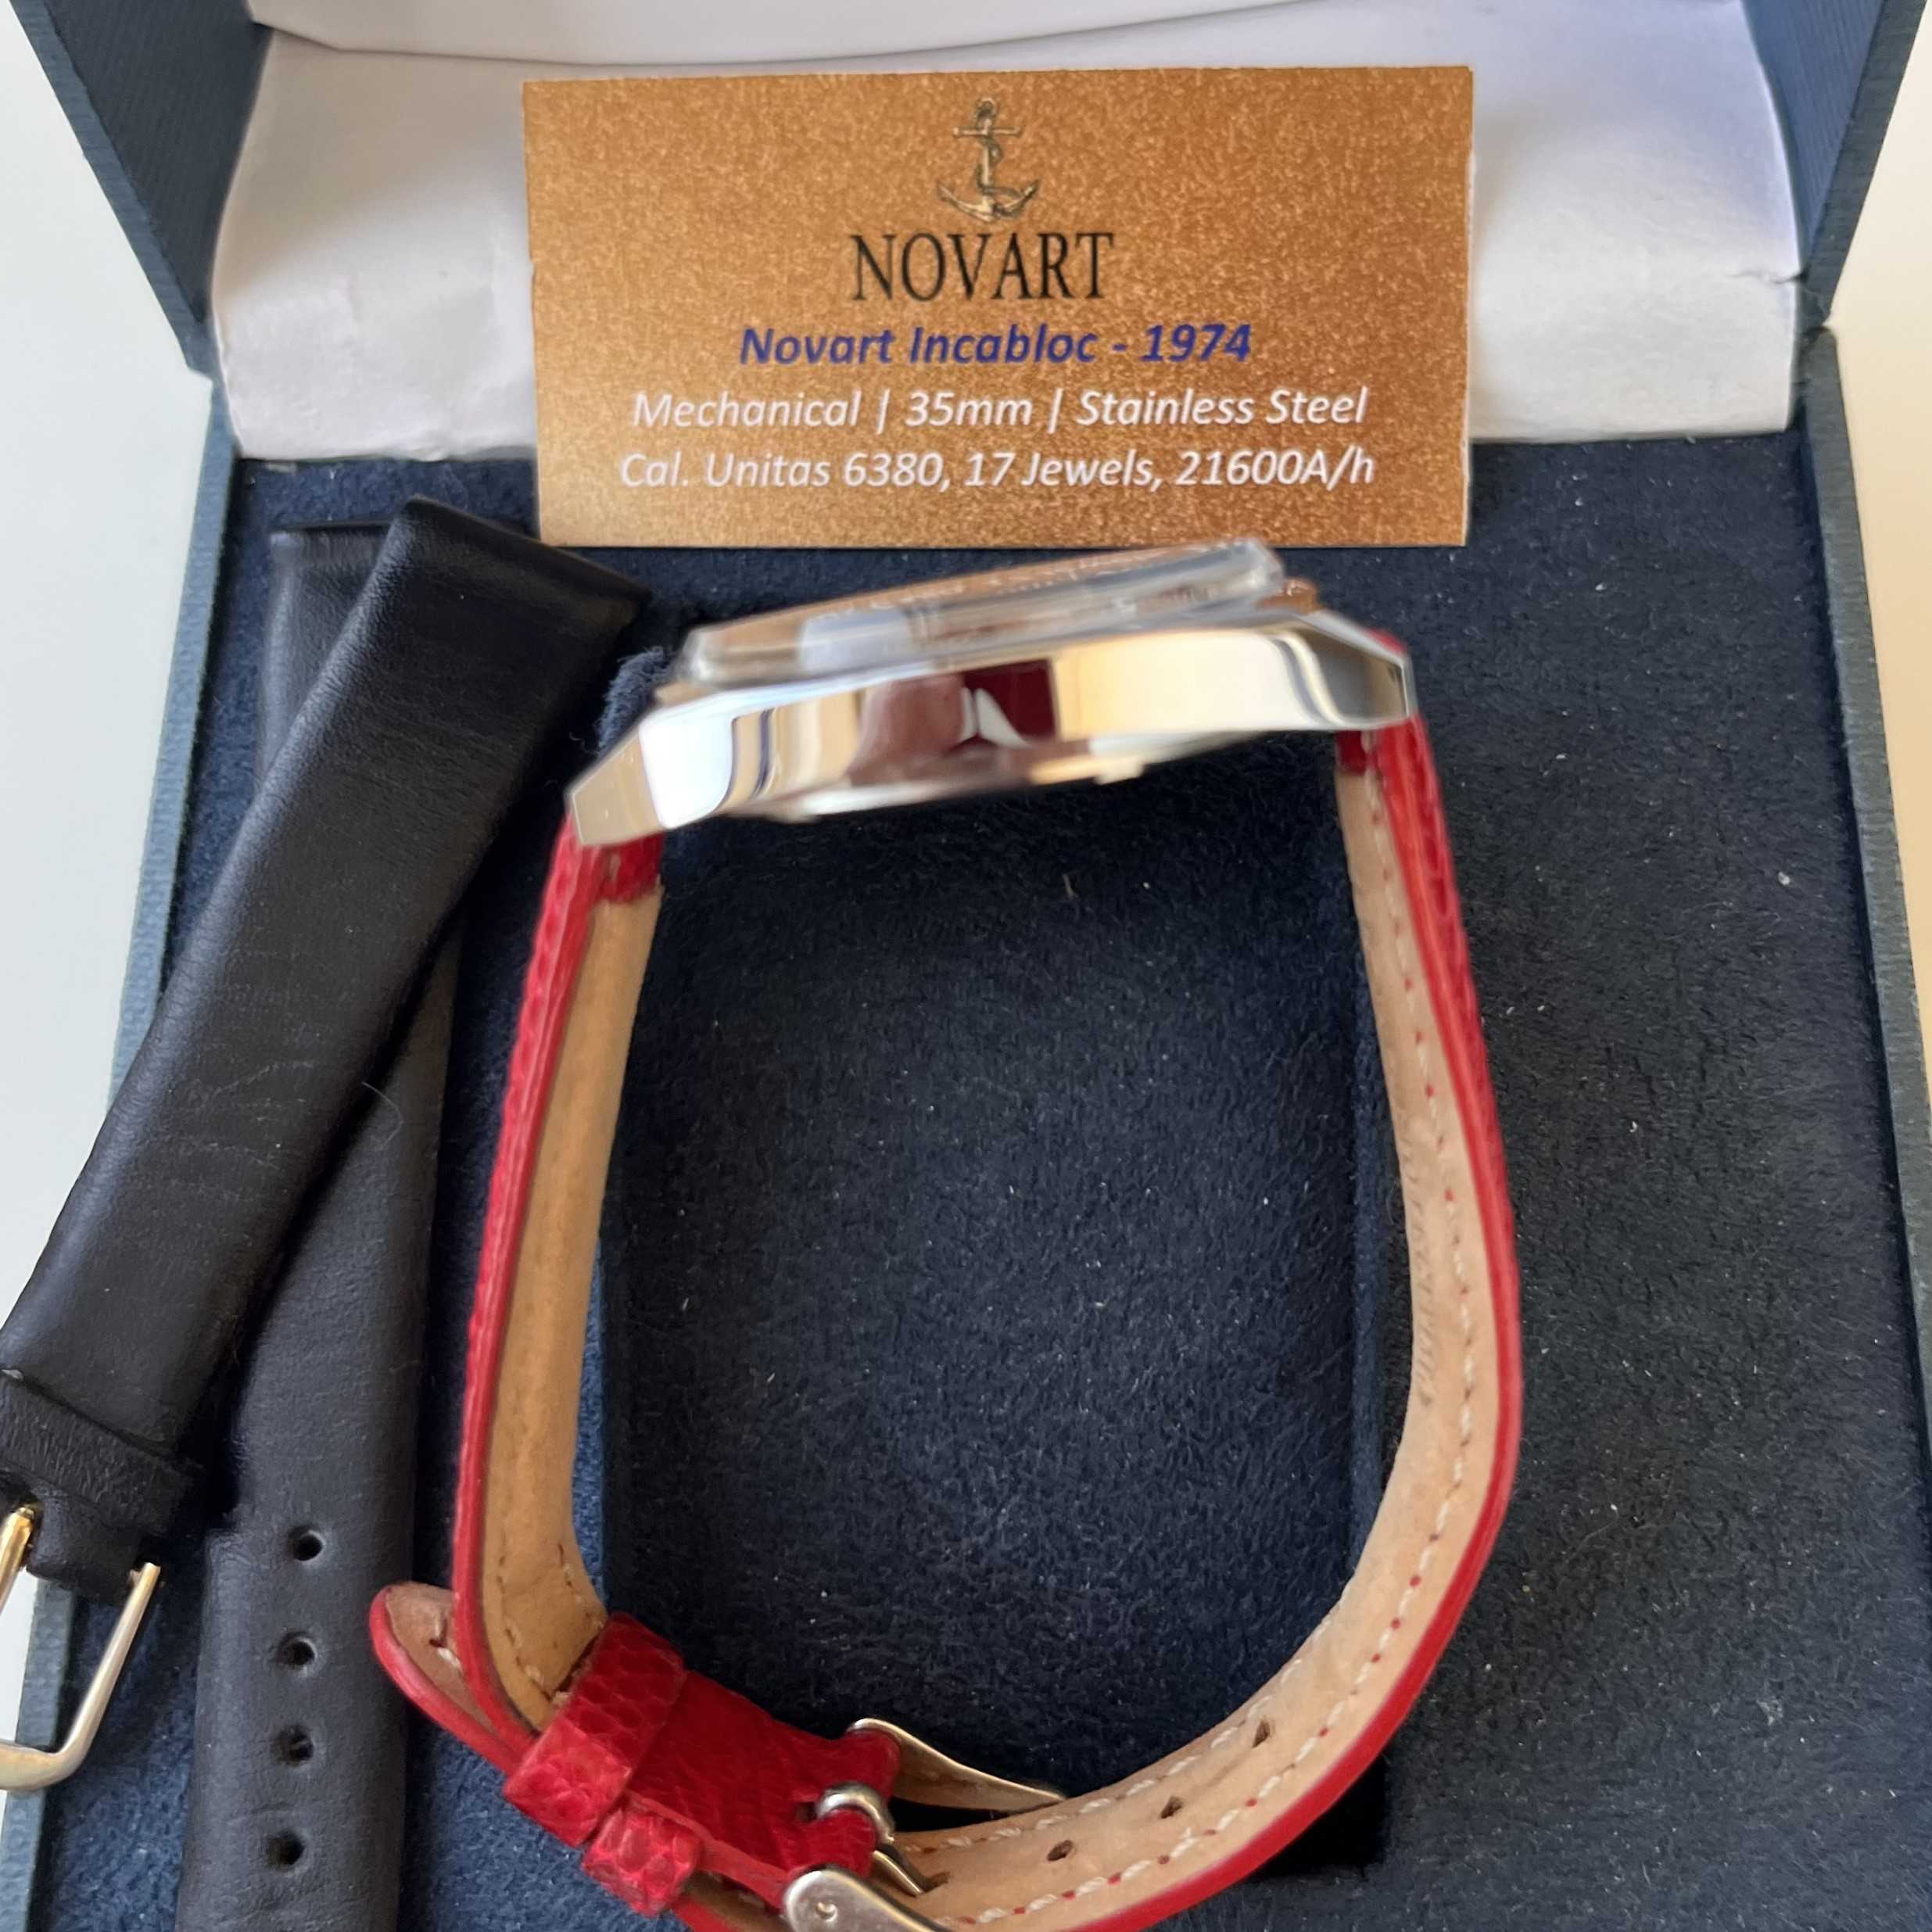 NOVART
Novart Incabloc - 1974
Mechanical | 35mm | Stainless Steel
Cal. Unitas 6380, 17 Jewels, 21600A/h